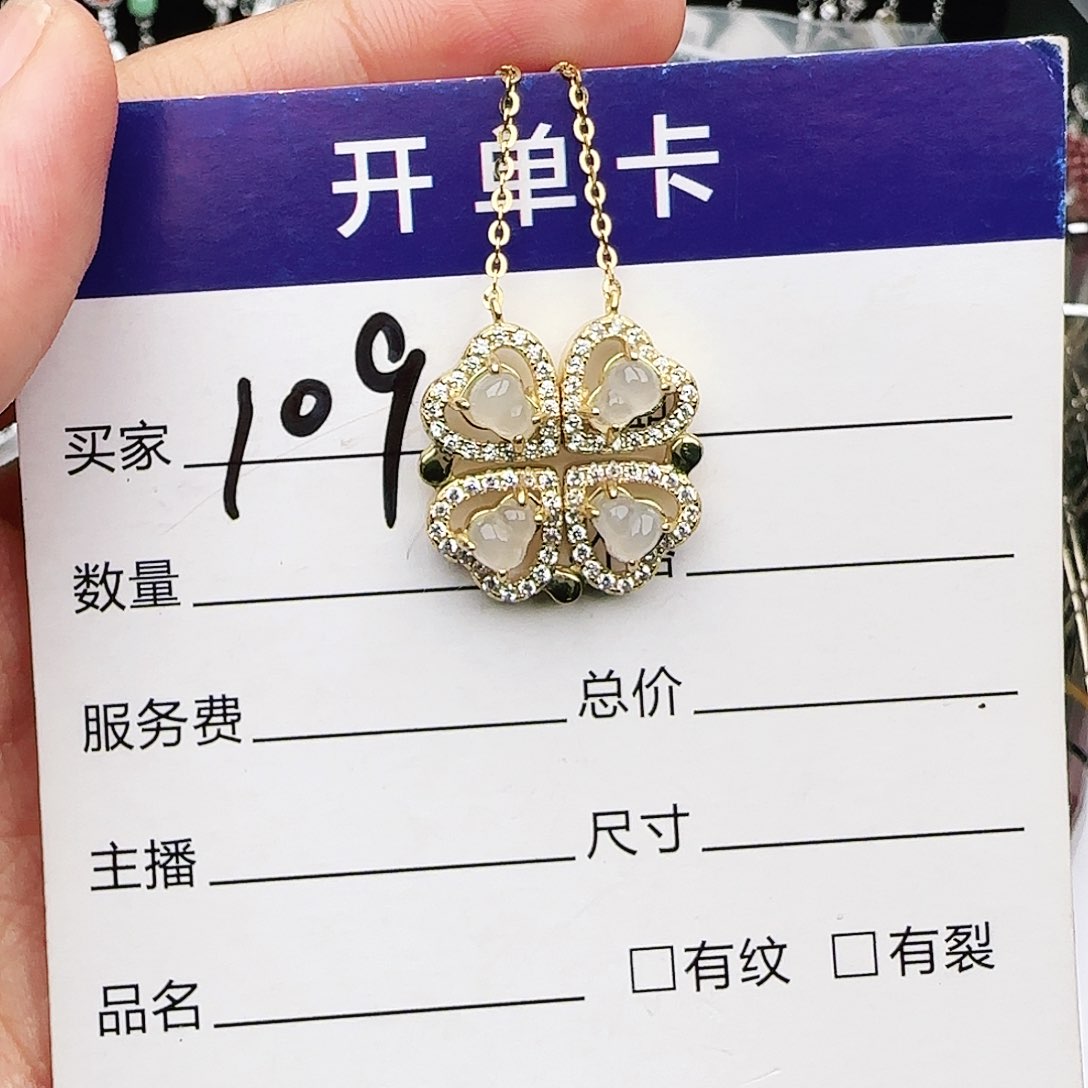 开单卡
买家 109
数量
服务费 总价
主播 尺寸
品名 □有纹 □有裂